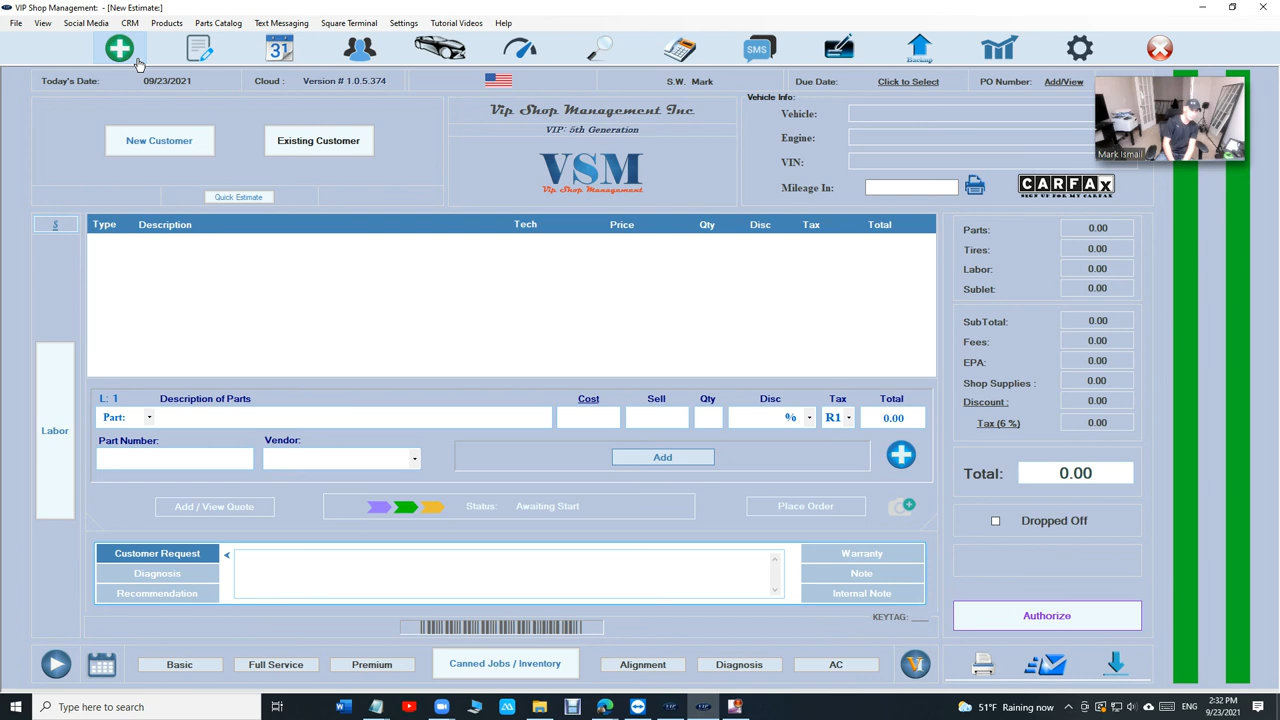 VIP Shop Management: - [New Estimate:]
File View Social Media CRM Products Parts Catalog Text Messaging Square Terminal Settings Tutorial Videos Help
31 SMS Backup
Today's Date: 09/23/2021 Cloud : Version # 1.0.5.374 S.W. Mark Due Date: Click to Select PO Number: Add/View
New Customer Existing Customer
Quick Estimate
Vip Shop Management Inc
VIP: 5th Generation
VSM
Vip Shop Management
Vehicle Info:
Vehicle:
Engine:
VIN:
Mileage In:
CARFAX
SIGN UP FOR MY CARFAX
Mark Ismail
S
Type Description Tech Price Qty Disc Tax Total
Labor
L: 1 Description of Parts Cost Sell Qty Disc Tax Total
Part: % R1 0.00
Part Number: Vendor:
Add
Add / View Quote Status: Awaiting Start Place Order
Customer Request < Warranty
Diagnosis Note
Recommendation Internal Note
KEYTAG: ____
Parts: 0.00
Tires: 0.00
Labor: 0.00
Sublet: 0.00
SubTotal: 0.00
Fees: 0.00
EPA: 0.00
Shop Supplies : 0.00
Discount : 0.00
Tax (6 %) 0.00
Total: 0.00
Dropped Off
Authorize
Basic Full Service Premium Canned Jobs / Inventory Alignment Diagnosis AC
Type here to search
51°F Raining now
2:32 PM
9/23/2021